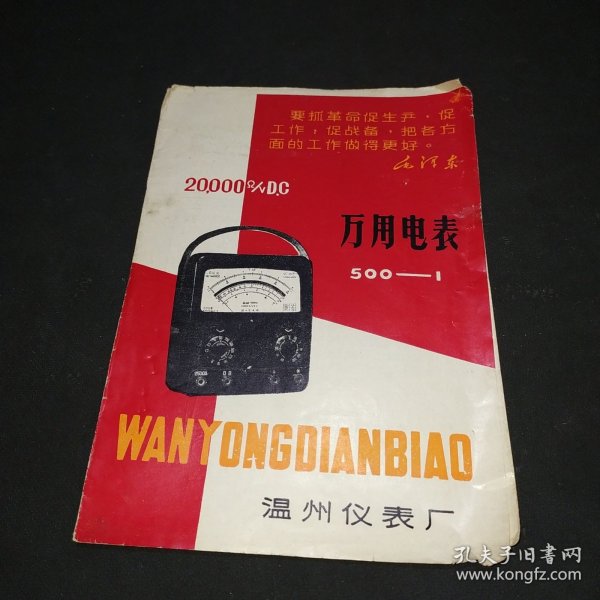 要抓革命促生产，促
工作，促战备，把各方
面的工作做得更好。
毛泽东
20,000Ω/V D.C
万用电表
500—1
WANYONGDIANBIAO
温州仪表厂
孔夫子旧书网
www.kongfz.com